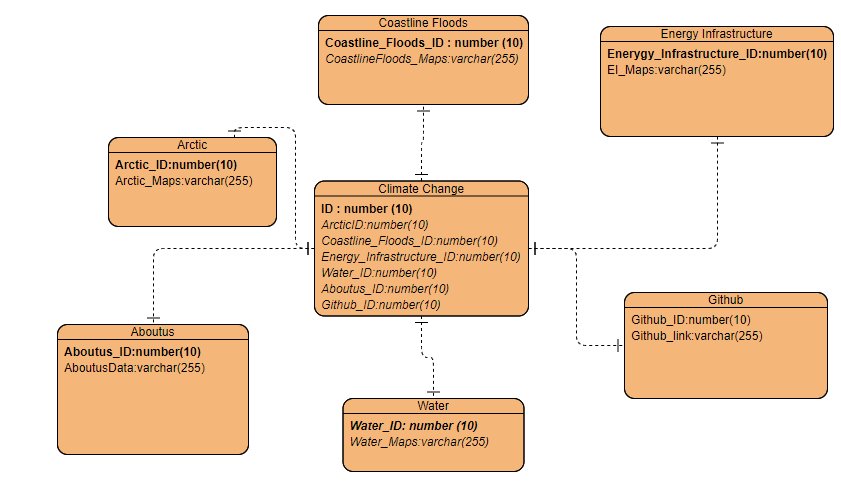 Coastline Floods
Coastline_Floods_ID : number (10)
CoastlineFloods_Maps:varchar(255)
Energy Infrastructure
Enerygy_Infrastructure_ID:number(10)
EI_Maps:varchar(255)
Arctic
Arctic_ID:number(10)
Arctic_Maps:varchar(255)
Climate Change
ID : number (10)
ArcticID:number(10)
Coastline_Floods_ID:number(10)
Energy_Infrastructure_ID:number(10)
Water_ID:number(10)
Aboutus_ID:number(10)
Github_ID:number(10)
Github
Github_ID:number(10)
Github_link:varchar(255)
Aboutus
Aboutus_ID:number(10)
AboutusData:varchar(255)
Water
Water_ID: number (10)
Water_Maps:varchar(255)